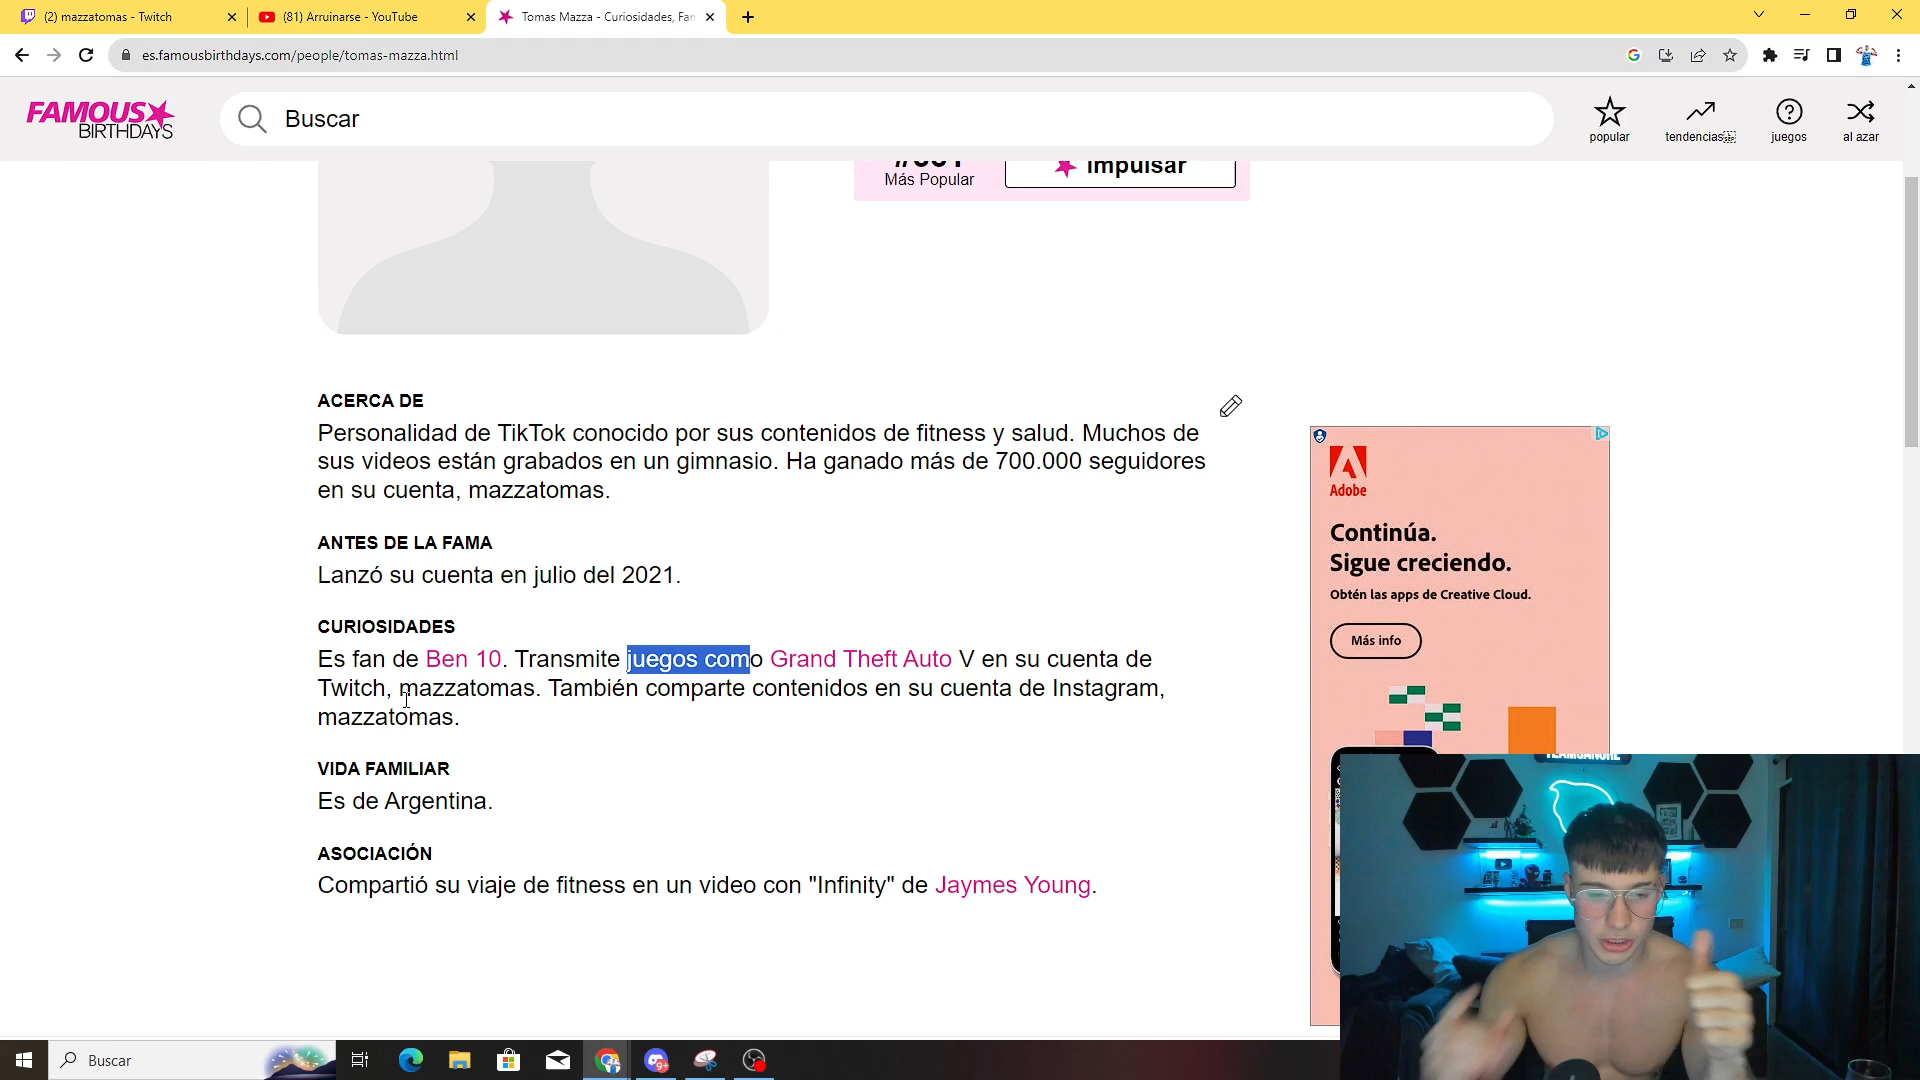 (2) mazzatomas - Twitch
(81) Arruinarse - YouTube
Tomas Mazza - Curiosidades, Fam
es.famousbirthdays.com/people/tomas-mazza.html
FAMOUS
BIRTHDAYS
Buscar
popular
tendencias
juegos
al azar
Más Popular
Impulsar
ACERCA DE
Personalidad de TikTok conocido por sus contenidos de fitness y salud. Muchos de
sus videos están grabados en un gimnasio. Ha ganado más de 700.000 seguidores
en su cuenta, mazzatomas.
ANTES DE LA FAMA
Lanzó su cuenta en julio del 2021.
CURIOSIDADES
Es fan de Ben 10. Transmite juegos como Grand Theft Auto V en su cuenta de
Twitch, mazzatomas. También comparte contenidos en su cuenta de Instagram,
mazzatomas.
VIDA FAMILIAR
Es de Argentina.
ASOCIACIÓN
Compartió su viaje de fitness en un video con "Infinity" de Jaymes Young.
Adobe
Continúa.
Sigue creciendo.
Obtén las apps de Creative Cloud.
Más info
Buscar
9+